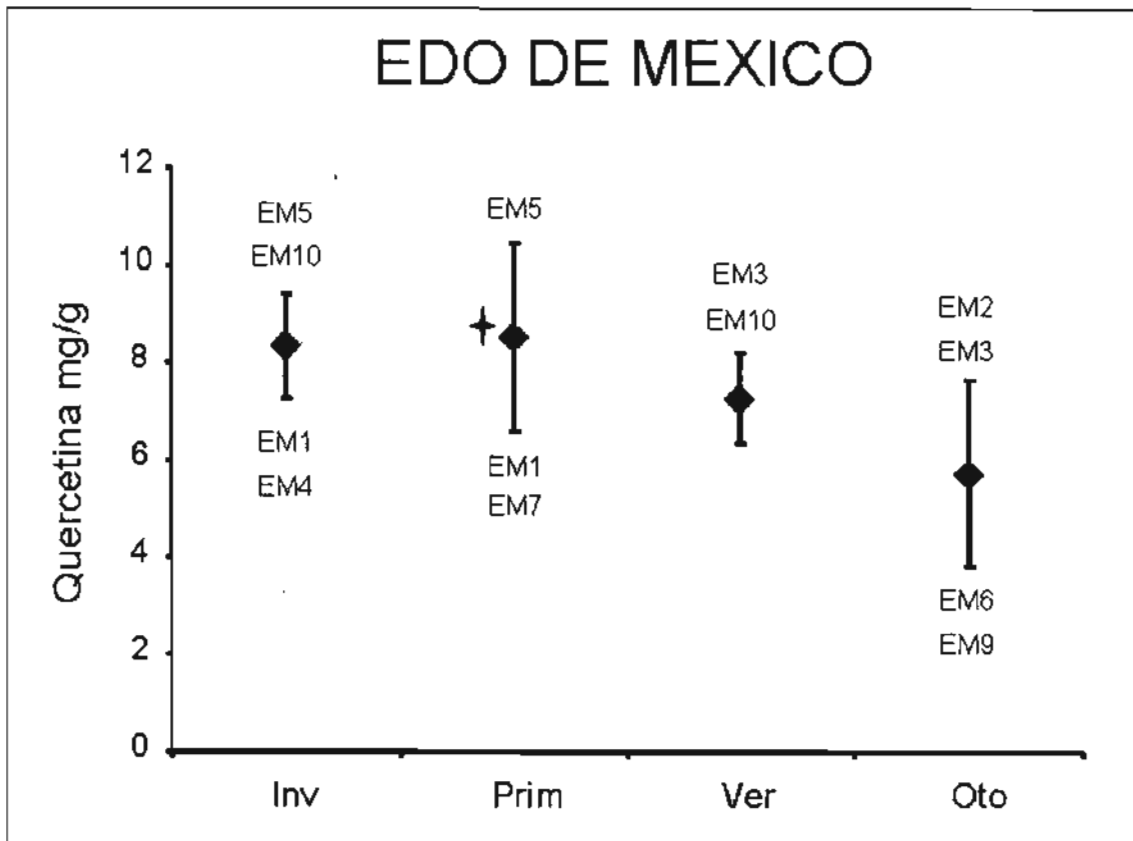 EDO DE MEXICO
Quercetina mg/g
12
10
8
6
4
2
0
EM5
EM10
EM1
EM4
EM5
EM1
EM7
EM3
EM10
EM2
EM3
EM6
EM9
Inv
Prim
Ver
Oto